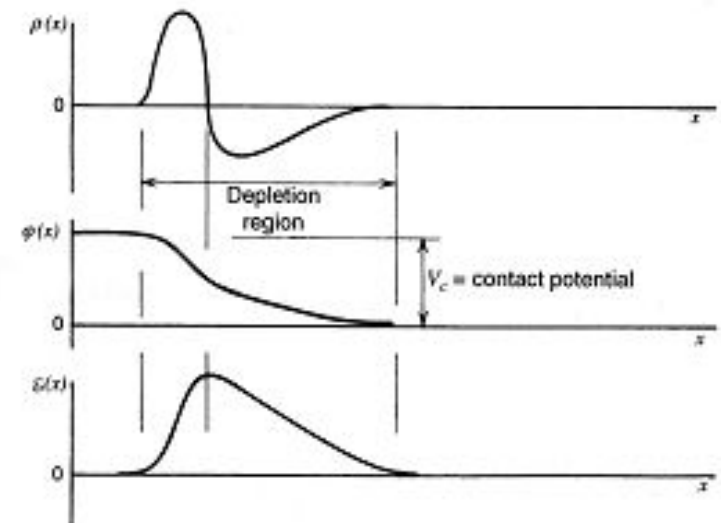 ρ(x)
0
x
Depletion
region
φ(x)
V_c = contact potential
0
x
ℰ(x)
0
x